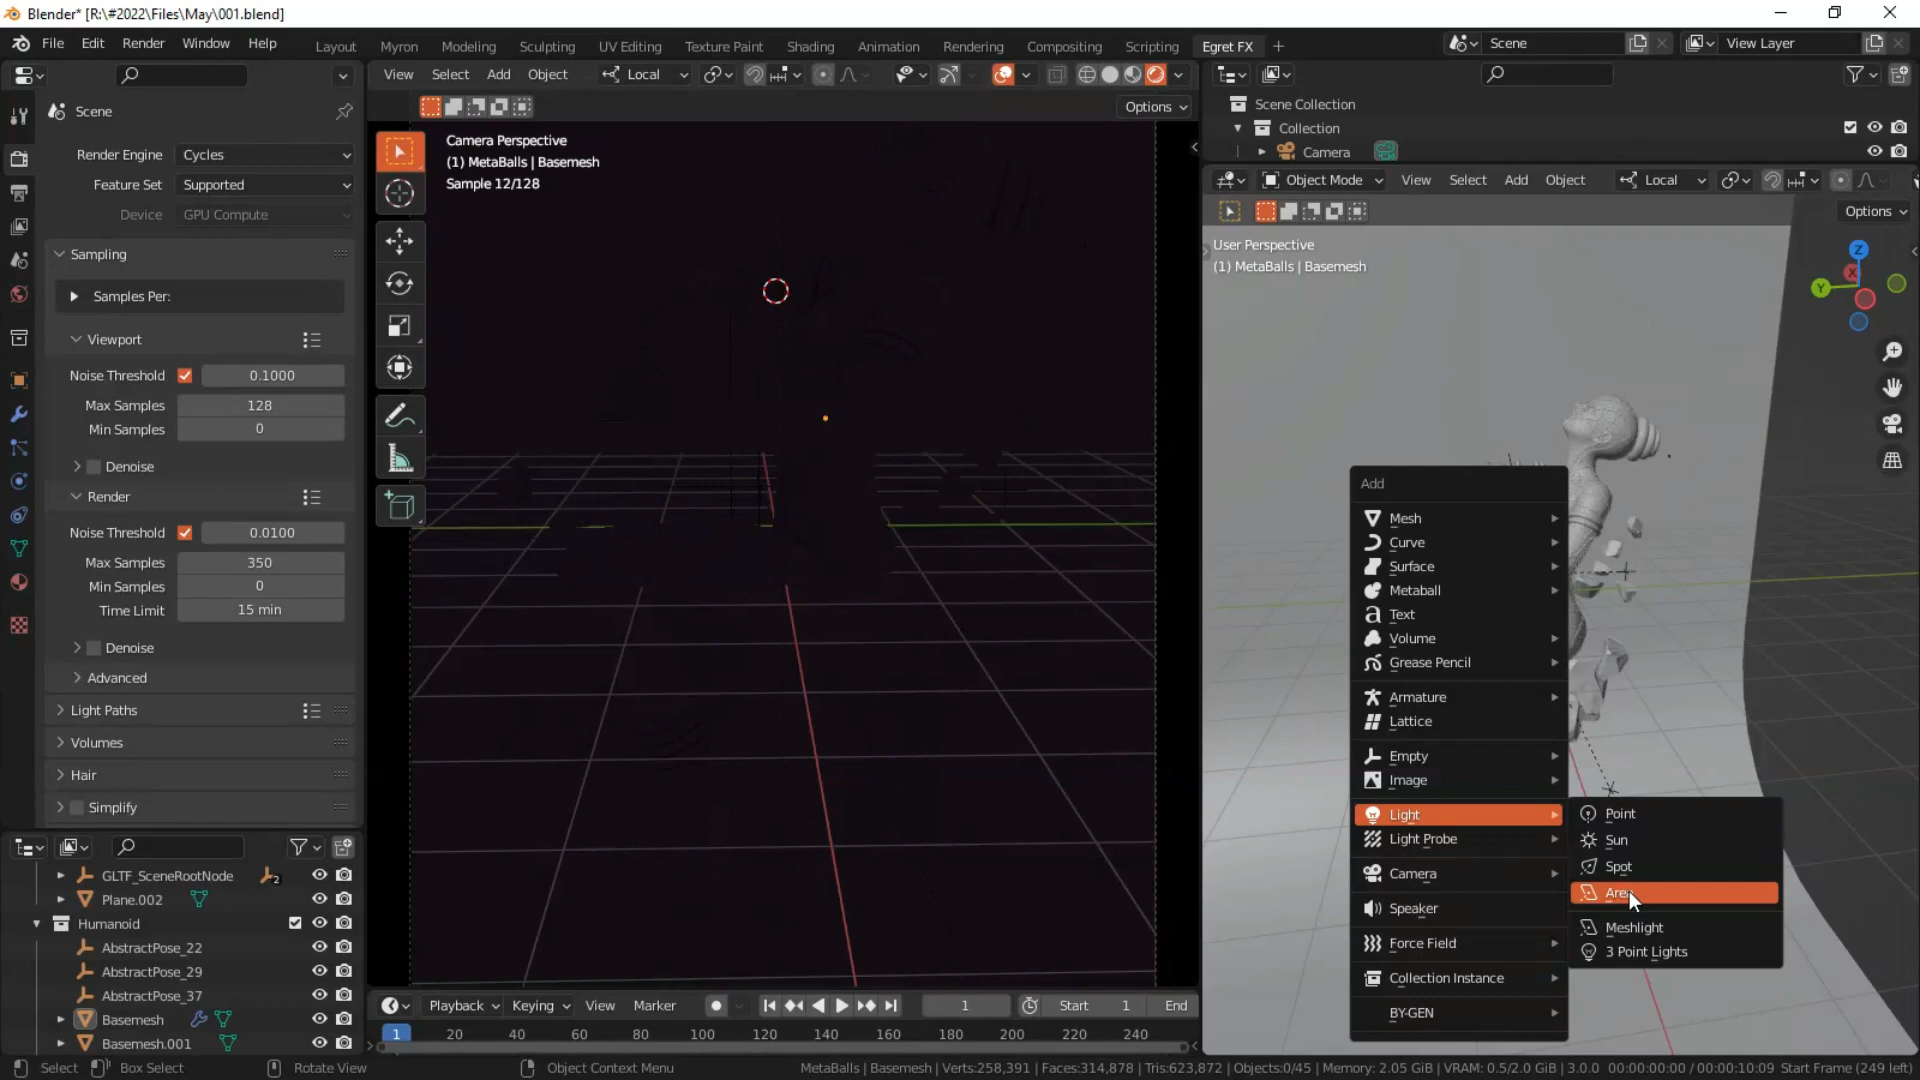 Blender* [R:\#2022\Files\May\001.blend]
File Edit Render Window Help
Layout Myron Modeling Sculpting UV Editing Texture Paint Shading Animation Rendering Compositing Scripting Egret FX +
Scene
View Layer
View Select Add Object Local
Options
Scene
Render Engine Cycles
Feature Set Supported
Device GPU Compute
Sampling
Samples Per:
Viewport
Noise Threshold 0.1000
Max Samples 128
Min Samples 0
Denoise
Render
Noise Threshold 0.0100
Max Samples 350
Min Samples 0
Time Limit 15 min
Denoise
Advanced
Light Paths
Volumes
Hair
Simplify
GLTF_SceneRootNode 2
Plane.002
Humanoid
AbstractPose_22
AbstractPose_29
AbstractPose_37
Basemesh
Basemesh.001
Camera Perspective
(1) MetaBalls | Basemesh
Sample 12/128
Playback Keying View Marker 1 Start 1 End
1 20 40 60 80 100 120 140 160 180 200 220 240
Scene Collection
Collection
Camera
Object Mode View Select Add Object Local
Options
User Perspective
(1) MetaBalls | Basemesh
Z
X
Y
Add
Mesh
Curve
Surface
Metaball
Text
Volume
Grease Pencil
Armature
Lattice
Empty
Image
Light
Light Probe
Camera
Speaker
Force Field
Collection Instance
BY-GEN
Point
Sun
Spot
Area
Meshlight
3 Point Lights
Select Box Select Rotate View Object Context Menu
MetaBalls | Basemesh | Verts:258,391 | Faces:314,878 | Tris:623,872 | Objects:0/45 | Memory: 2.05 GiB | VRAM: 0.5/2.0 GiB | 3.0.0 00:00:00:00 / 00:00:10:09 Start Frame (249 left)